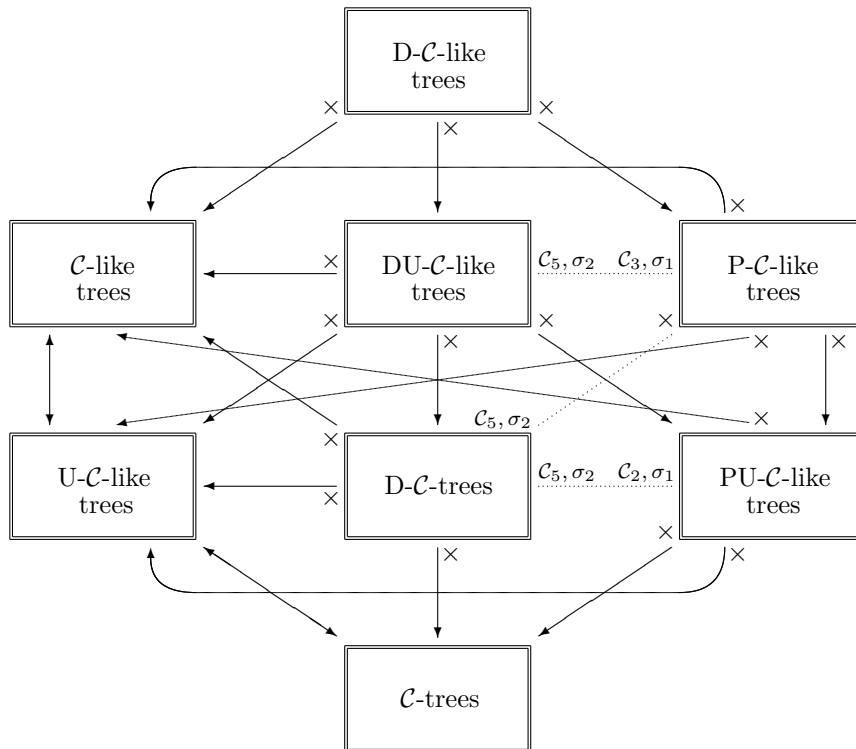 D-𝒞-like
trees
× × ×
×
×
𝒞-like
trees
×
DU-𝒞-like
trees
𝒞₅, σ₂ 𝒞₃, σ₁
P-𝒞-like
trees
× × ×
× × × ×
𝒞₅, σ₂
×
×
U-𝒞-like
trees
×
D-𝒞-trees
𝒞₅, σ₂ 𝒞₂, σ₁
PU-𝒞-like
trees
×
× ×
𝒞-trees